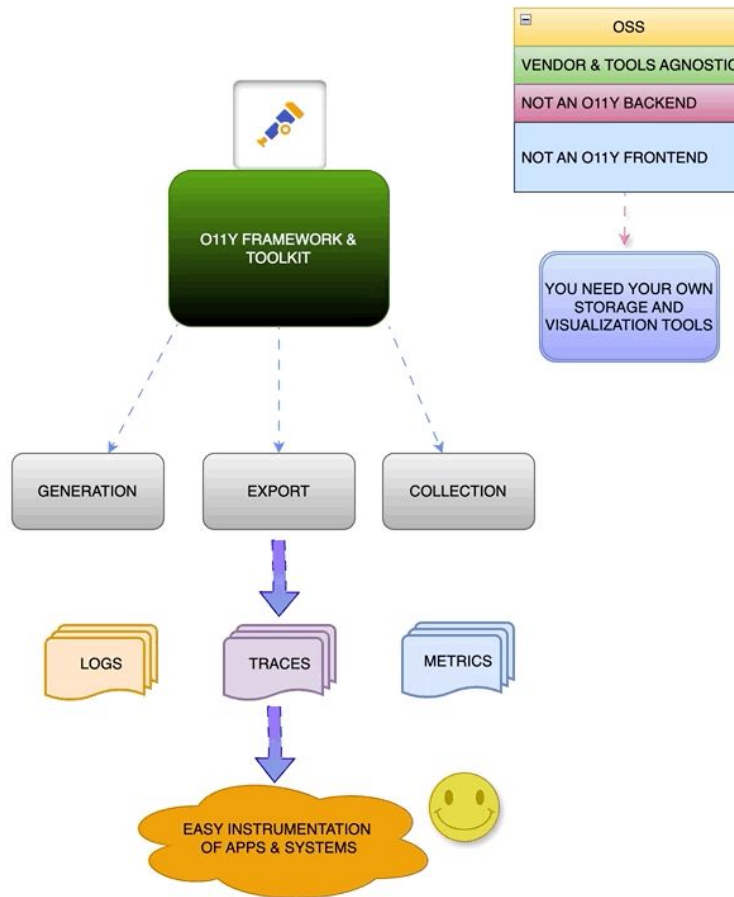 OSS
VENDOR & TOOLS AGNOSTIC
NOT AN O11Y BACKEND
NOT AN O11Y FRONTEND
O11Y FRAMEWORK &
TOOLKIT
YOU NEED YOUR OWN
STORAGE AND
VISUALIZATION TOOLS
GENERATION
EXPORT
COLLECTION
LOGS
TRACES
METRICS
EASY INSTRUMENTATION
OF APPS & SYSTEMS